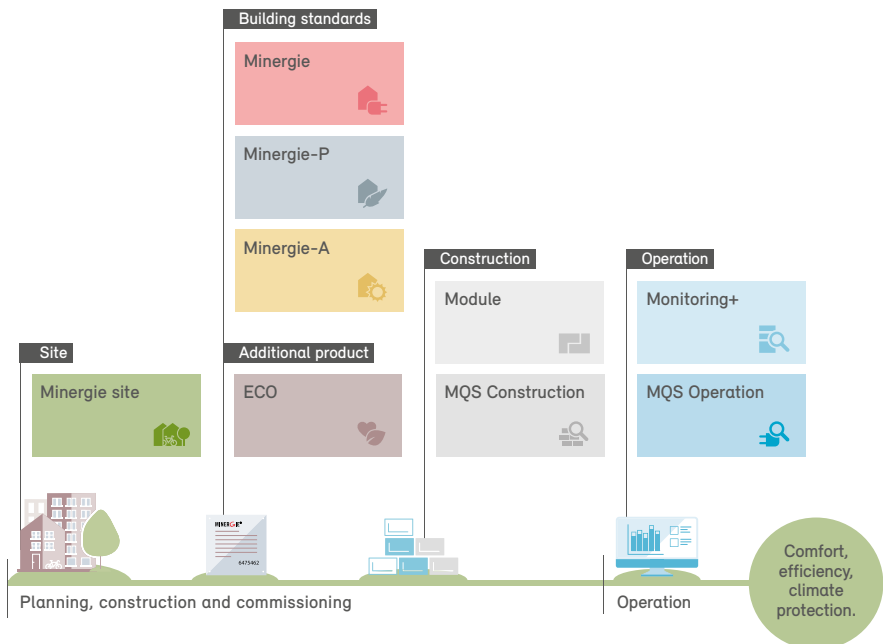 Building standards
Minergie
Minergie-P
Minergie-A
Construction
Operation
Module
Monitoring+
Site
Additional product
Minergie site
ECO
MQS Construction
MQS Operation
MINERGIE®
6475462
Planning, construction and commissioning
Operation
Comfort,
efficiency,
climate
protection.